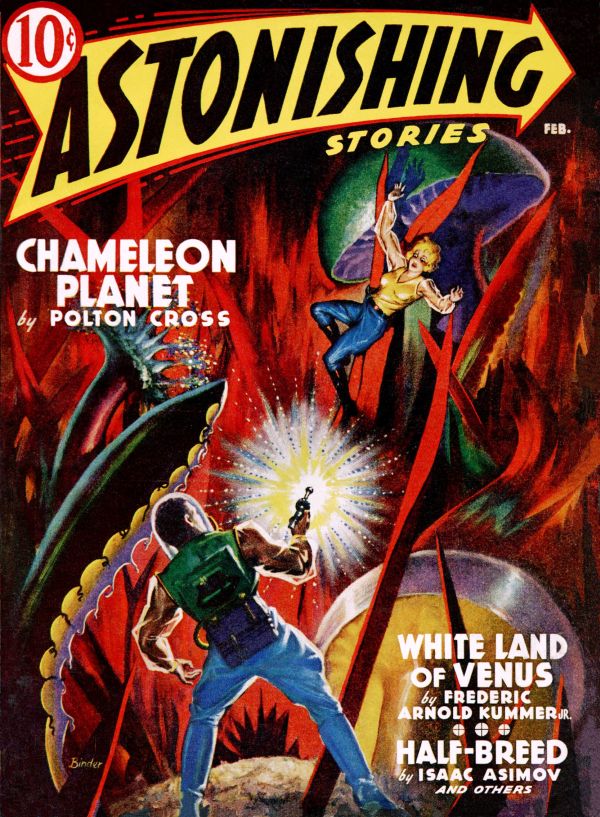 10¢
ASTONISHING
STORIES
FEB.
CHAMELEON
PLANET
by POLTON CROSS
WHITE LAND
OF VENUS
by FREDERIC
ARNOLD KUMMER JR.
HALF-BREED
by ISAAC ASIMOV
AND OTHERS
Binder